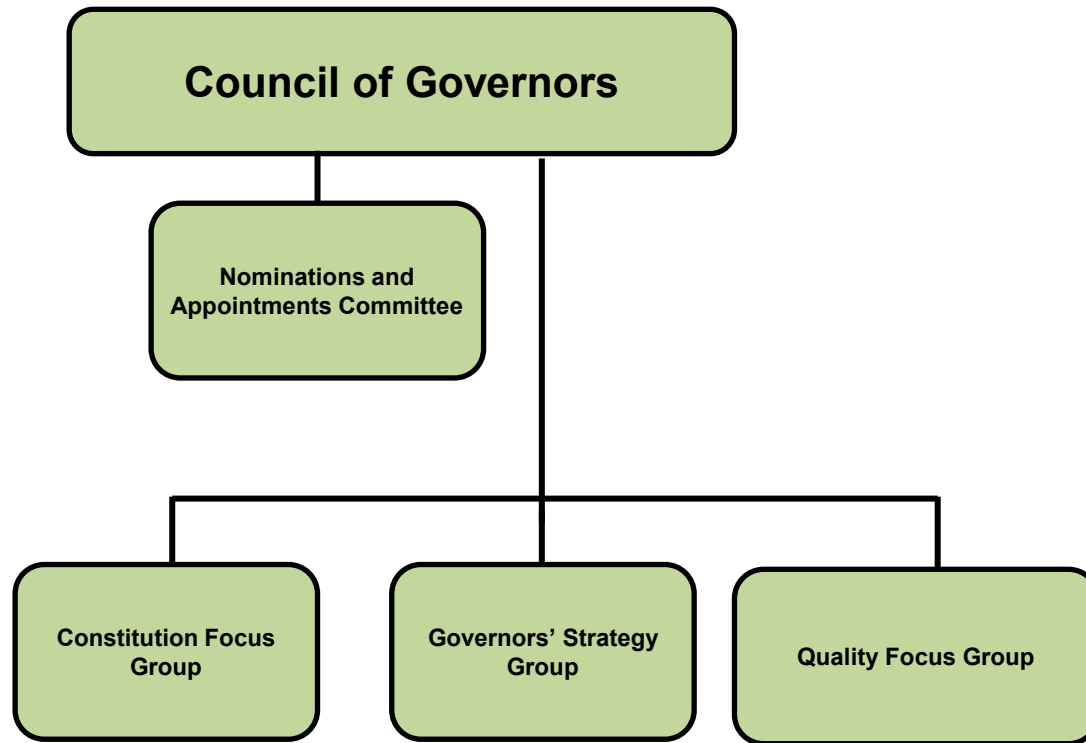 Council of Governors
Nominations and
Appointments Committee
Constitution Focus
Group
Governors’ Strategy
Group
Quality Focus Group